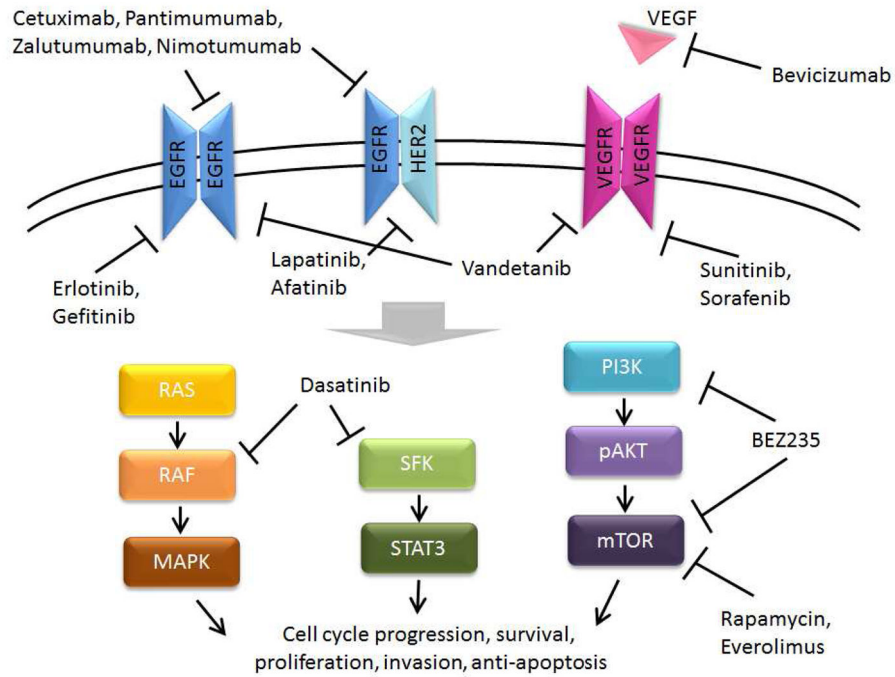 Cetuximab, Pantimumumab,
Zalutumumab, Nimotumumab
VEGF
Bevicizumab
EGFR
EGFR
EGFR
HER2
VEGFR
VEGFR
Erlotinib,
Gefitinib
Lapatinib,
Afatinib
Vandetanib
Sunitinib,
Sorafenib
RAS
RAF
MAPK
Dasatinib
SFK
STAT3
PI3K
pAKT
mTOR
BEZ235
Rapamycin,
Everolimus
Cell cycle progression, survival,
proliferation, invasion, anti-apoptosis